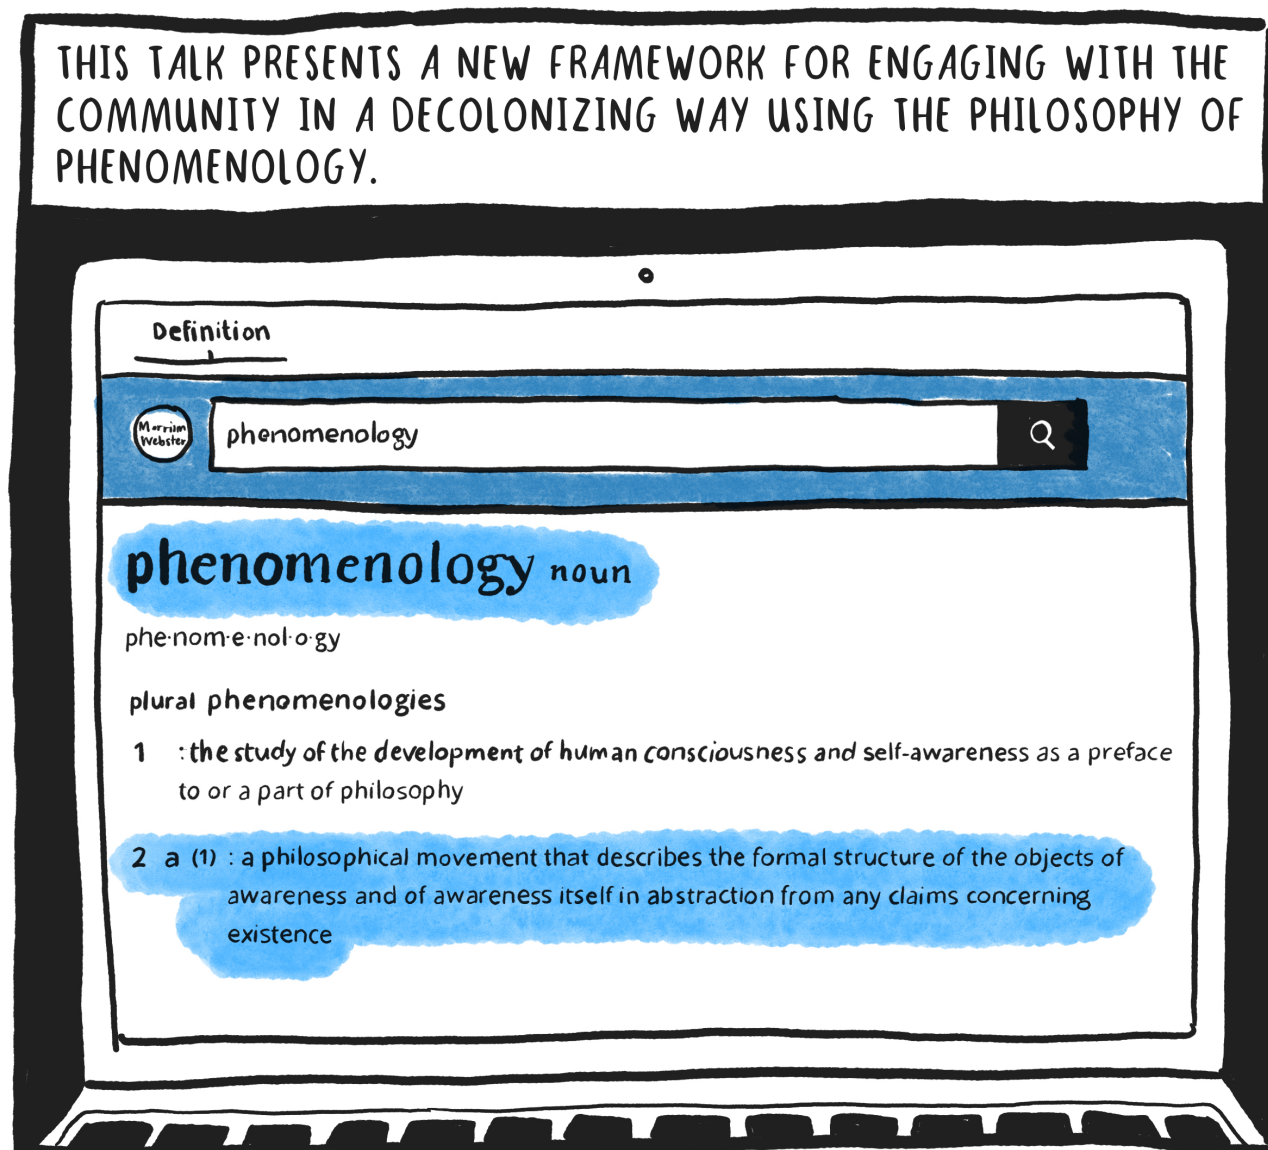 THIS TALK PRESENTS A NEW FRAMEWORK FOR ENGAGING WITH THE
COMMUNITY IN A DECOLONIZING WAY USING THE PHILOSOPHY OF
PHENOMENOLOGY.
Definition
Merriam
Webster
phenomenology
phenomenology noun
phe·nom·e·nol·o·gy
plural phenomenologies
1 : the study of the development of human consciousness and self-awareness as a preface
to or a part of philosophy
2 a (1) : a philosophical movement that describes the formal structure of the objects of
awareness and of awareness itself in abstraction from any claims concerning
existence